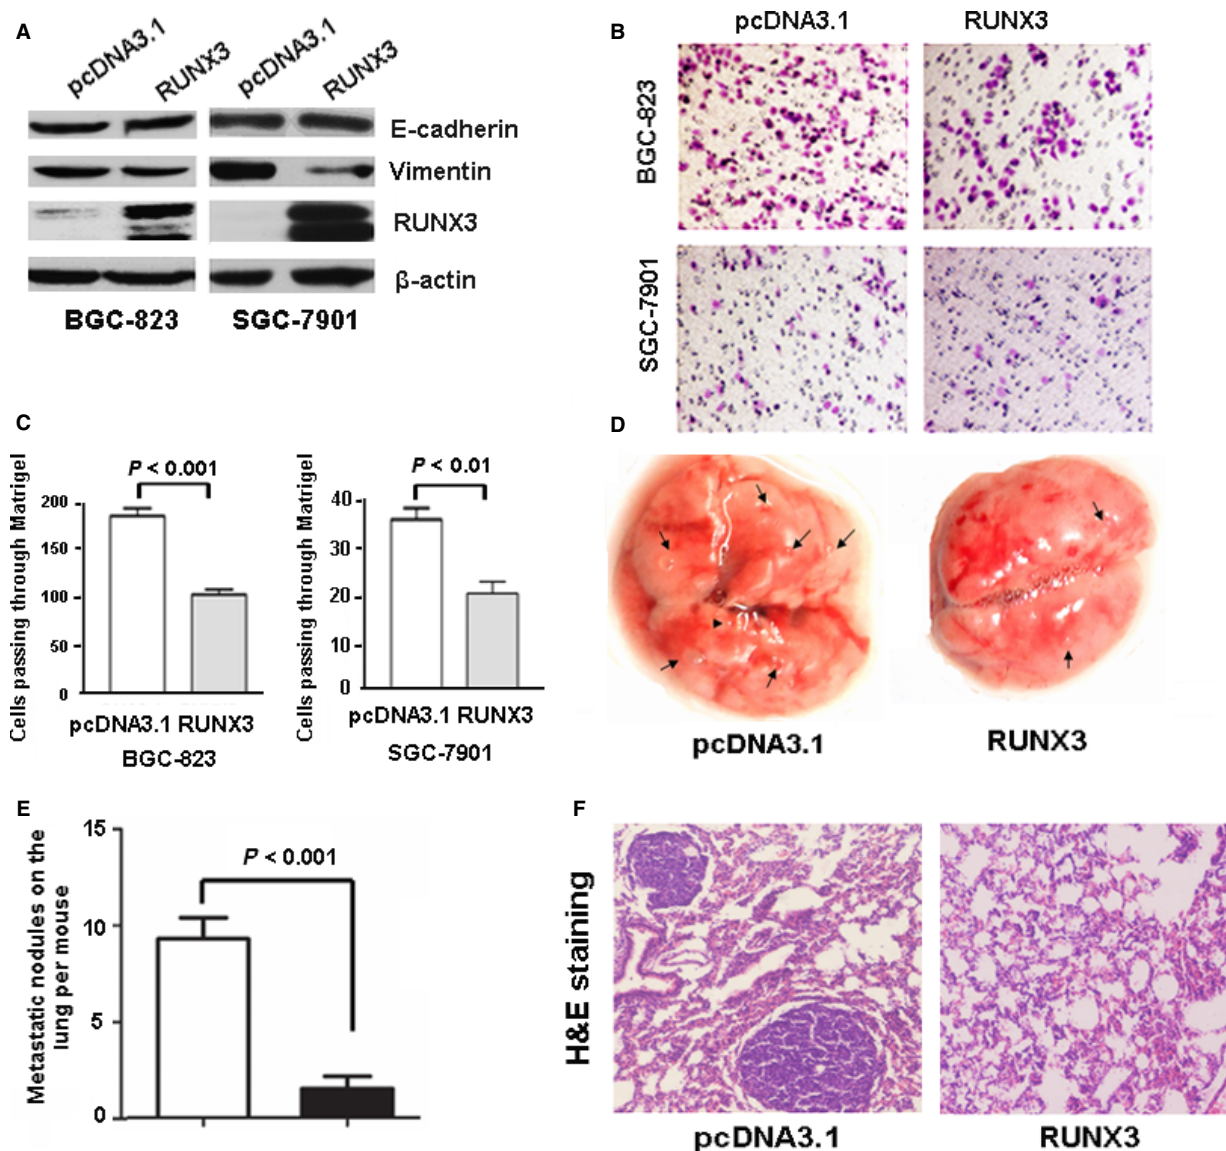 A
pcDNA3.1
RUNX3
pcDNA3.1
RUNX3
E-cadherin
Vimentin
RUNX3
β-actin
BGC-823
SGC-7901
B
pcDNA3.1
RUNX3
BGC-823
SGC-7901
C
Cells passing through Matrigel
P < 0.001
200
150
100
50
0
pcDNA3.1 RUNX3
BGC-823
Cells passing through Matrigel
P < 0.01
40
30
20
10
0
pcDNA3.1 RUNX3
SGC-7901
D
pcDNA3.1
RUNX3
E
Metastatic nodules on the
lung per mouse
15
10
5
0
P < 0.001
F
H&E staining
pcDNA3.1
RUNX3